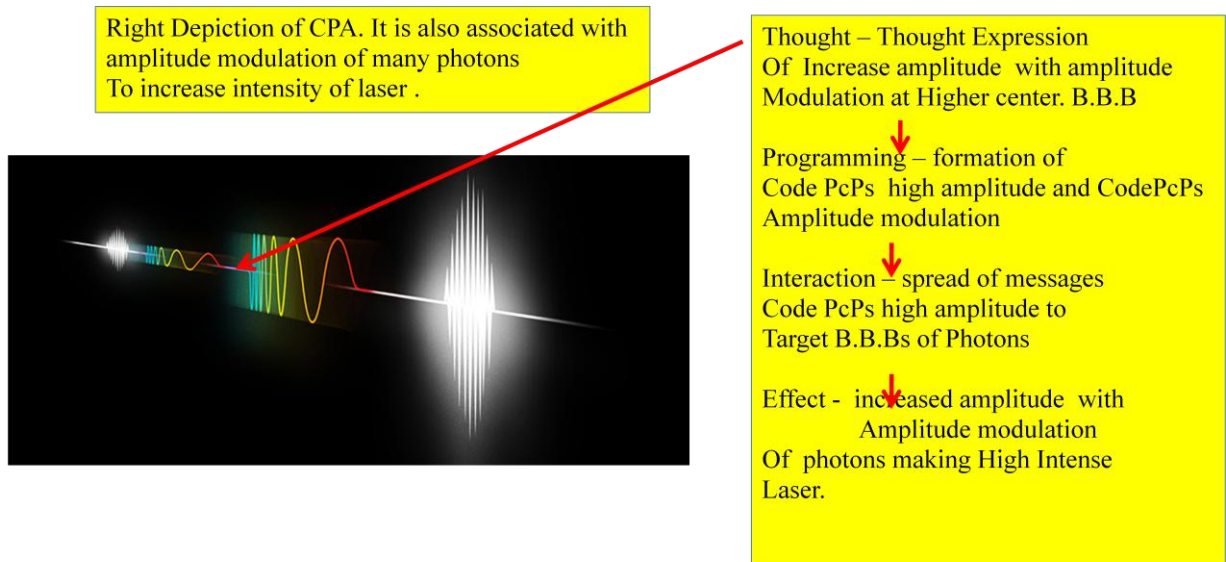 Right Depiction of CPA. It is also associated with
amplitude modulation of many photons
To increase intensity of laser .
Thought – Thought Expression
Of Increase amplitude with amplitude
Modulation at Higher center. B.B.B
Programming – formation of
Code PcPs high amplitude and CodePcPs
Amplitude modulation
Interaction – spread of messages
Code PcPs high amplitude to
Target B.B.Bs of Photons
Effect - increased amplitude with
Amplitude modulation
Of photons making High Intense
Laser.